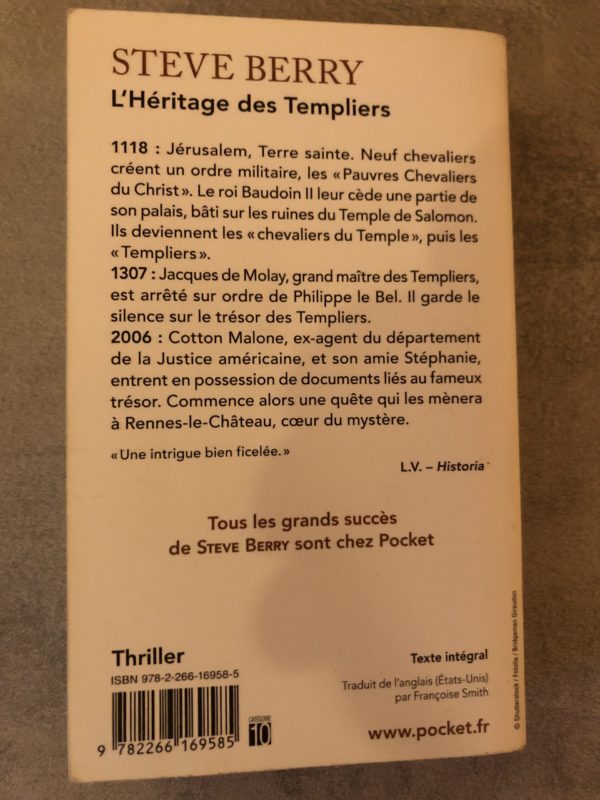 STEVE BERRY
L'Héritage des Templiers
1118 : Jérusalem, Terre sainte. Neuf chevaliers
créent un ordre militaire, les « Pauvres Chevaliers
du Christ ». Le roi Baudoin II leur cède une partie de
son palais, bâti sur les ruines du Temple de Salomon.
Ils deviennent les « chevaliers du Temple », puis les
« Templiers ».
1307 : Jacques de Molay, grand maître des Templiers,
est arrêté sur ordre de Philippe le Bel. Il garde le
silence sur le trésor des Templiers.
2006 : Cotton Malone, ex-agent du département
de la Justice américaine, et son amie Stéphanie,
entrent en possession de documents liés au fameux
trésor. Commence alors une quête qui les mènera
à Rennes-le-Château, cœur du mystère.
« Une intrigue bien ficelée. »
L.V. – Historia
Tous les grands succès
de STEVE BERRY sont chez Pocket
Thriller
ISBN 978-2-266-16958-5
9 782266 169585
CATÉGORIE
10
Texte intégral
Traduit de l'anglais (États-Unis)
par Françoise Smith
www.pocket.fr
© Shutterstock / Fotolia / Bridgeman Giraudon